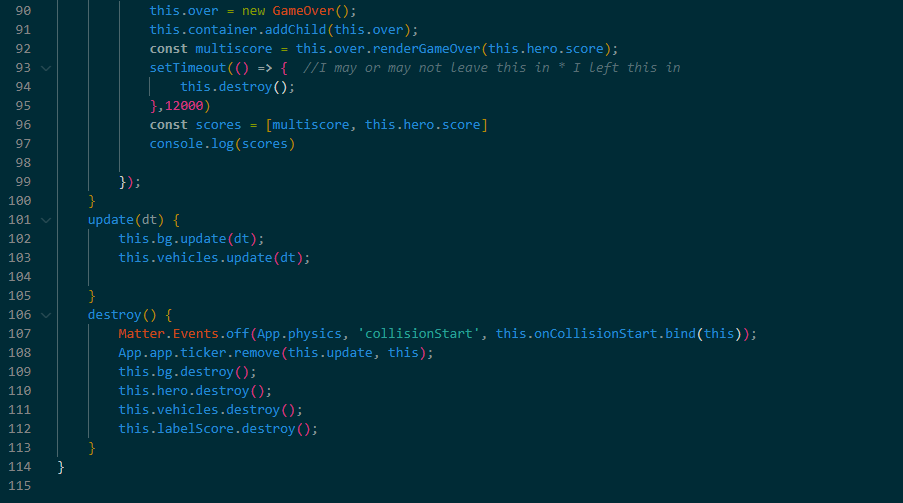 90 this.over = new GameOver();
91 this.container.addChild(this.over);
92 const multiscore = this.over.renderGameOver(this.hero.score);
93 setTimeout(() => { //I may or may not leave this in * I left this in
94 this.destroy();
95 },12000)
96 const scores = [multiscore, this.hero.score]
97 console.log(scores)
98
99 });
100 }
101 update(dt) {
102 this.bg.update(dt);
103 this.vehicles.update(dt);
104
105 }
106 destroy() {
107 Matter.Events.off(App.physics, 'collisionStart', this.onCollisionStart.bind(this));
108 App.app.ticker.remove(this.update, this);
109 this.bg.destroy();
110 this.hero.destroy();
111 this.vehicles.destroy();
112 this.labelScore.destroy();
113 }
114 }
115